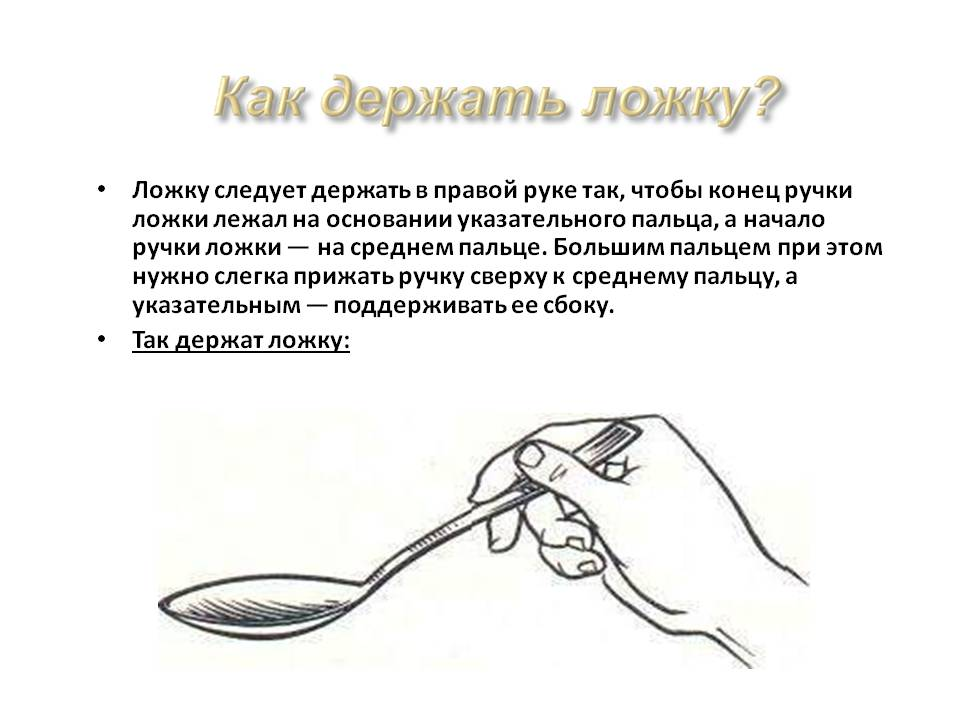 Как держать ложку?
• Ложку следует держать в правой руке так, чтобы конец ручки
ложки лежал на основании указательного пальца, а начало
ручки ложки — на среднем пальце. Большим пальцем при этом
нужно слегка прижать ручку сверху к среднему пальцу, а
указательным — поддерживать ее сбоку.
• Так держат ложку: